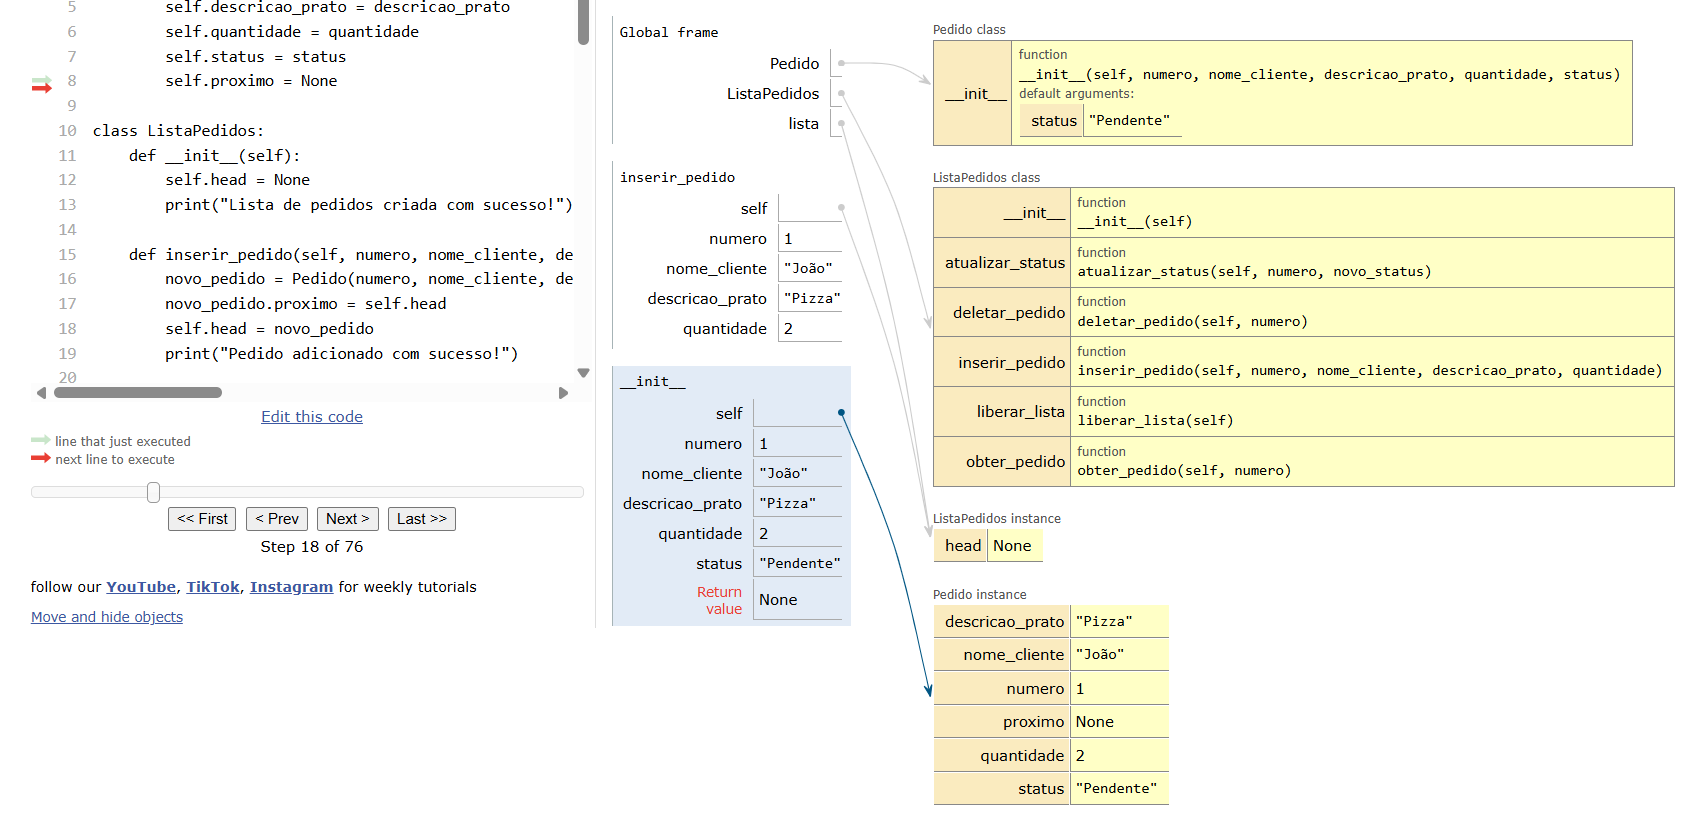 5 self.descricao_prato = descricao_prato
6 self.quantidade = quantidade
7 self.status = status
8 self.proximo = None
9
10 class ListaPedidos:
11 def __init__(self):
12 self.head = None
13 print("Lista de pedidos criada com sucesso!")
14
15 def inserir_pedido(self, numero, nome_cliente, de
16 novo_pedido = Pedido(numero, nome_cliente, de
17 novo_pedido.proximo = self.head
18 self.head = novo_pedido
19 print("Pedido adicionado com sucesso!")
20
Edit this code
line that just executed
next line to execute
<< First < Prev Next > Last >>
Step 18 of 76
follow our YouTube, TikTok, Instagram for weekly tutorials
Move and hide objects
Global frame
Pedido
ListaPedidos
lista
inserir_pedido
self
numero 1
nome_cliente "João"
descricao_prato "Pizza"
quantidade 2
__init__
self
numero 1
nome_cliente "João"
descricao_prato "Pizza"
quantidade 2
status "Pendente"
Return
value None
Pedido class
function
__init__ __init__(self, numero, nome_cliente, descricao_prato, quantidade, status)
default arguments:
status "Pendente"
ListaPedidos class
function
__init__ __init__(self)
function
atualizar_status atualizar_status(self, numero, novo_status)
function
deletar_pedido deletar_pedido(self, numero)
function
inserir_pedido inserir_pedido(self, numero, nome_cliente, descricao_prato, quantidade)
function
liberar_lista liberar_lista(self)
function
obter_pedido obter_pedido(self, numero)
ListaPedidos instance
head None
Pedido instance
descricao_prato "Pizza"
nome_cliente "João"
numero 1
proximo None
quantidade 2
status "Pendente"